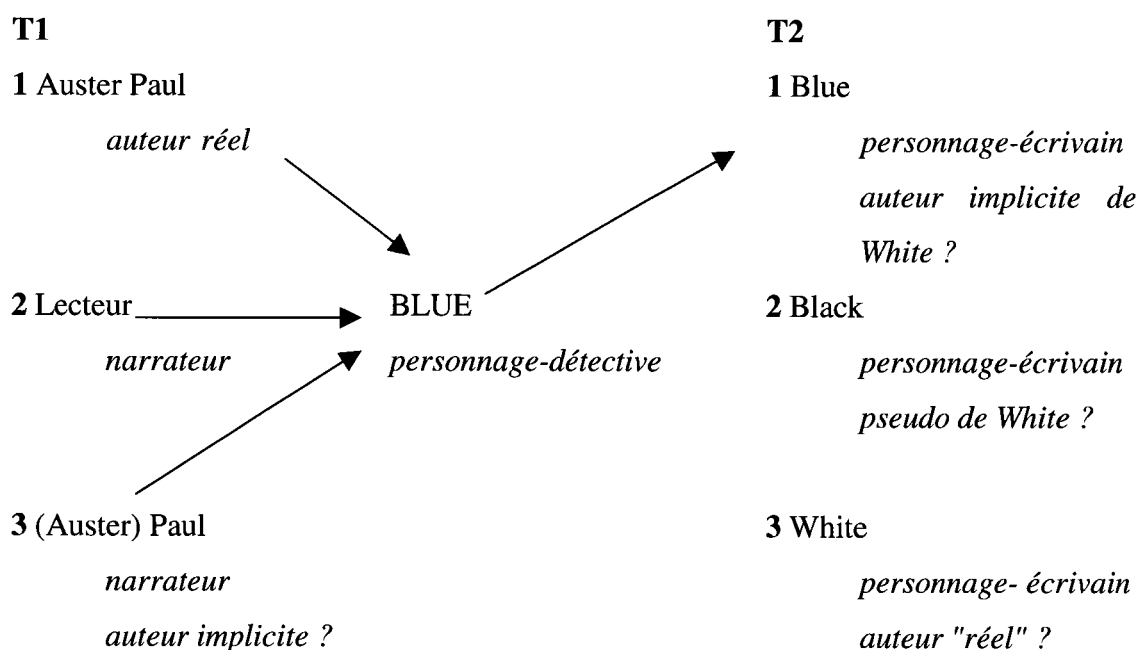 T1
1 Auster Paul
auteur réel
2 Lecteur
narrateur
3 (Auster) Paul
narrateur
auteur implicite ?
BLUE
personnage-détective
T2
1 Blue
personnage-écrivain
auteur implicite de
White ?
2 Black
personnage-écrivain
pseudo de White ?
3 White
personnage- écrivain
auteur "réel" ?